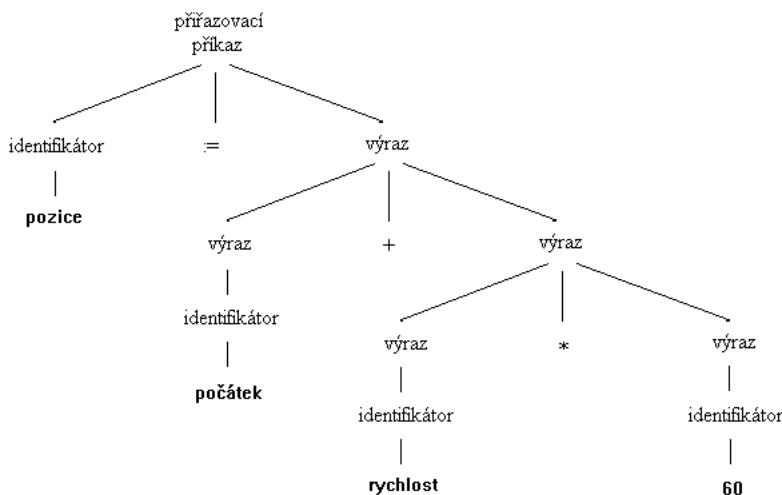 přiřazovací
příkaz
identifikátor := výraz
pozice
výraz + výraz
identifikátor
výraz * výraz
počátek
identifikátor identifikátor
rychlost 60